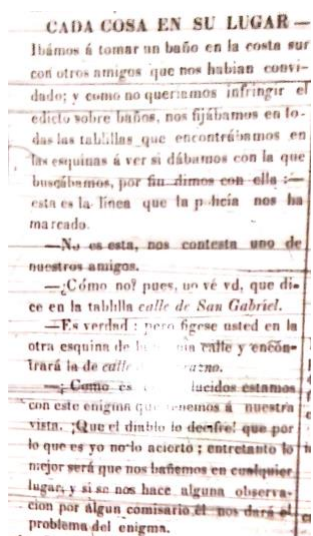 CADA COSA EN SU LUGAR —
Ibámos á tomar un baño en la costa sur
con otros amigos que nos habian convi-
dado; y como no queriamos infringir el
edicto sobre baños, nos fijábamos en to-
das las tablillas que encontrábamos en
las esquinas á ver si dábamos con la que
buscábamos, por fin dimos con ella :—
esta es la línea que la policía nos ha
marcado.
—No es esta, nos contesta uno de
nuestros amigos.
—¿Cómo no? pues, no vé vd, que di-
ce en la tablilla calle de San Gabriel.
—Es verdad : pero figese usted en la
otra esquina de la calle y encon-
trará la de calle
—¡ Como es lucidos estamos
con este enigma que tenemos á nuestra
vista. ¡Que el diablo lo decifre! que por
lo que es yo no lo acierto ; entretanto lo
mejor será que nos bañemos en cualquier
lugar, y si se nos hace alguna observa-
cion por algun comisario él nos dará el
problema del enigma.